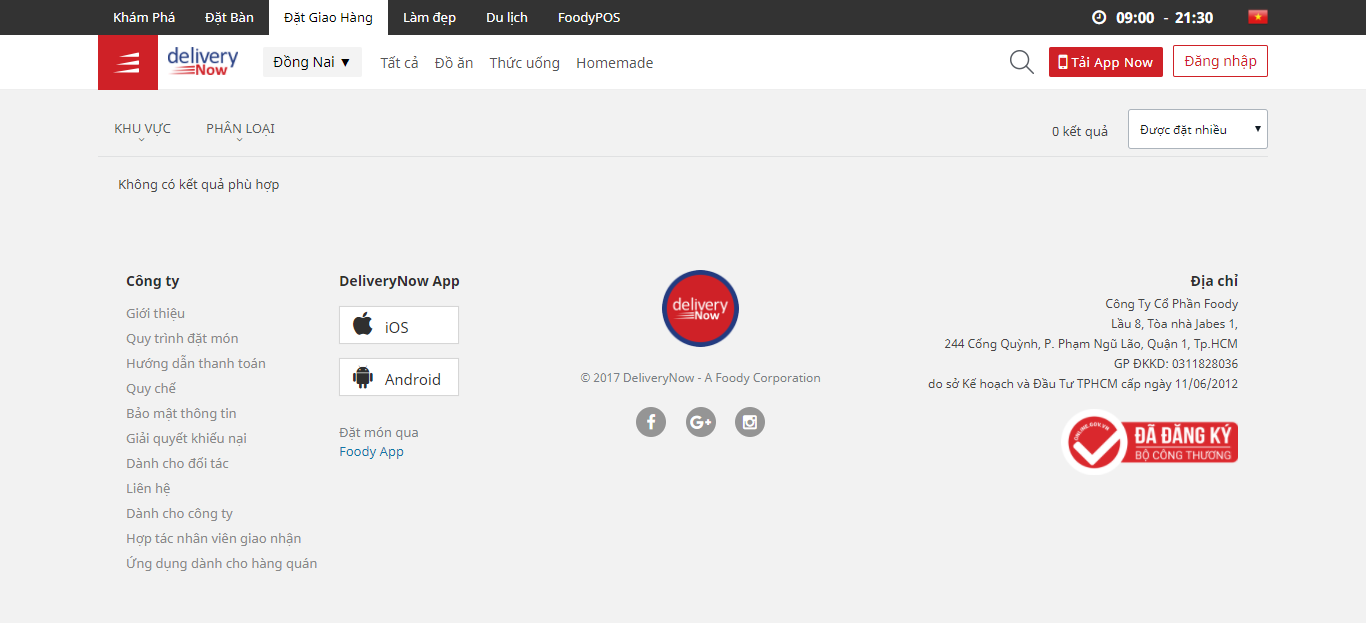 Khám Phá Đặt Bàn Đặt Giao Hàng Làm đẹp Du lịch FoodyPOS 09:00 - 21:30
delivery Now Đồng Nai ▼ Tất cả Đồ ăn Thức uống Homemade Tải App Now Đăng nhập
KHU VỰC PHÂN LOẠI 0 kết quả Được đặt nhiều
Không có kết quả phù hợp
Công ty
Giới thiệu
Quy trình đặt món
Hướng dẫn thanh toán
Quy chế
Bảo mật thông tin
Giải quyết khiếu nại
Dành cho đối tác
Liên hệ
Dành cho công ty
Hợp tác nhân viên giao nhận
Ứng dụng dành cho hàng quán
DeliveryNow App
iOS
Android
Đặt món qua
Foody App
delivery
Now
© 2017 DeliveryNow - A Foody Corporation
Địa chỉ
Công Ty Cổ Phần Foody
Lầu 8, Tòa nhà Jabes 1,
244 Cống Quỳnh, P. Phạm Ngũ Lão, Quận 1, Tp.HCM
GP ĐKKD: 0311828036
do sở Kế hoạch và Đầu Tư TPHCM cấp ngày 11/06/2012
ONLINE.GOV.VN
ĐÃ ĐĂNG KÝ
BỘ CÔNG THƯƠNG